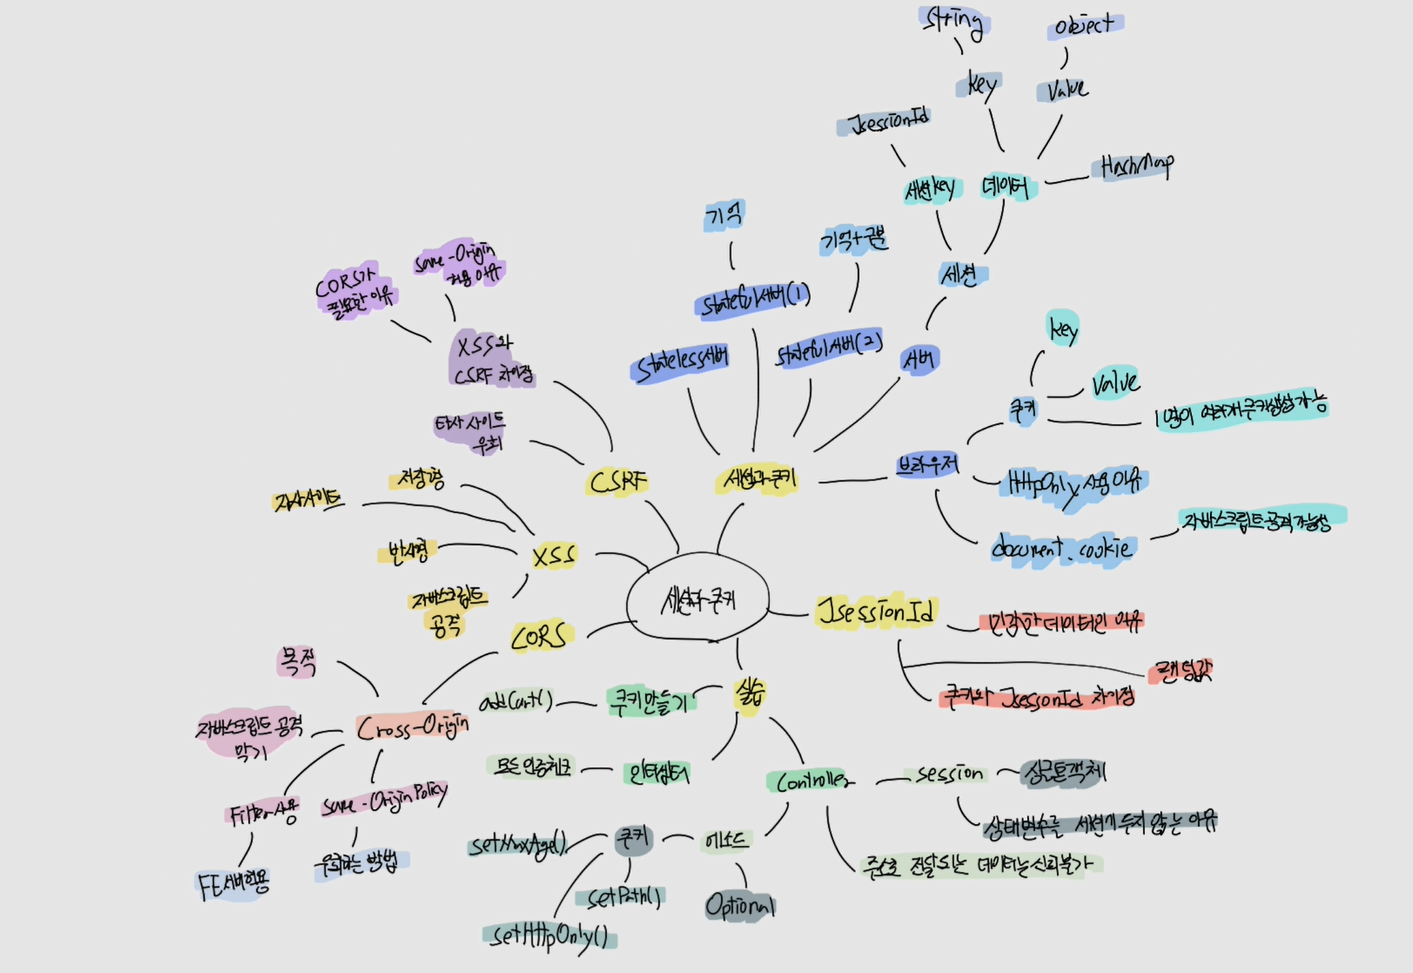 String
object
key
Value
JsessionId
HashMap
세션key
데이터
기억
기억+구분
세션
Same-Origin
허용 이유
CORS가
필요한 이유
Stateful서버(1)
Stateless서버
Stateful서버(2)
서버
XSS와
CSRF 차이점
key
Value
쿠키
1명이 여러개 쿠키생성 가능
타사 사이트
우회
CSRF
세션과 쿠키
브라우저
HttpOnly 사용 이유
저장형
자사 사이트
자바스크립트 공격 가능성
반사형
XSS
document.cookie
자바스크립트
공격
세션과 쿠키
JsessionId
민감한 데이터인 이유
CORS
목적
랜덤값
쿠키와 JsessionId 차이점
addCart()
쿠키 만들기
실습
자바스크립트 공격
막기
Cross-Origin
모든 인증체크
인터셉터
Controller
session
싱글톤 객체
Filter 사용
Same-Origin Policy
상태변수를 세션에 두지 않는 이유
setMaxAge()
쿠키
우회하는 방법
주소로 전달되는 데이터는 신뢰불가
FE서버 허용
setPath()
Optional
setHttpOnly()